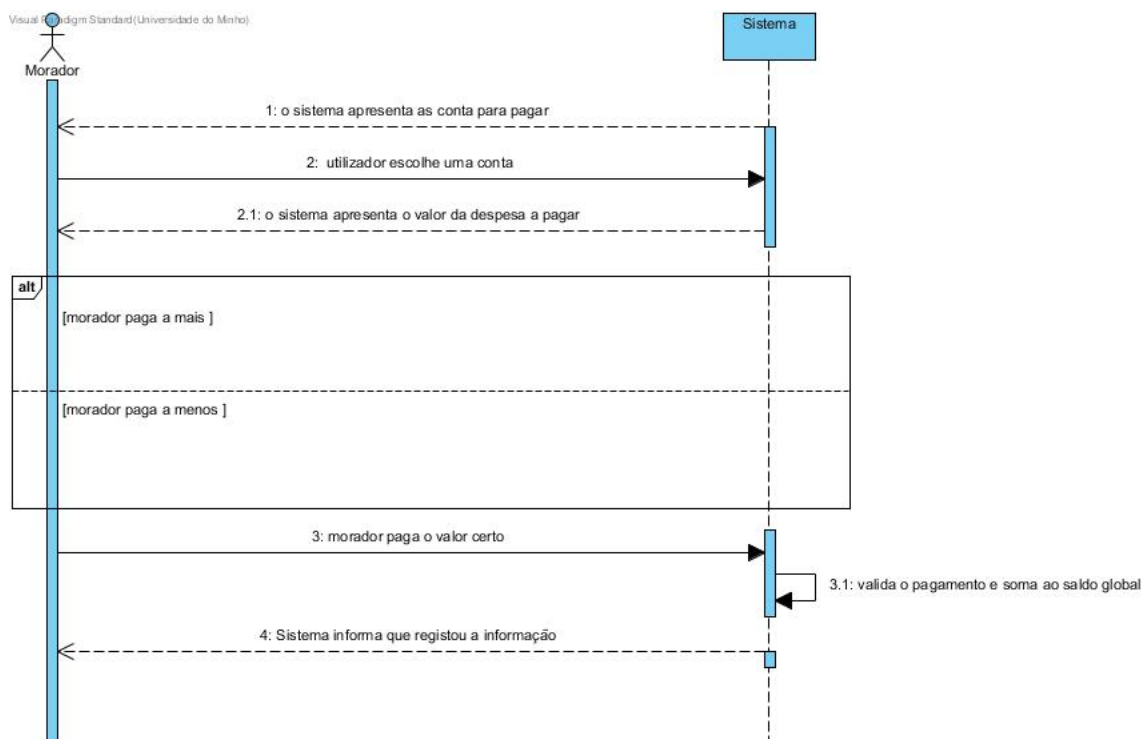 Visual Paradigm Standard(Universidade do Minho)
Sistema
Morador
1: o sistema apresenta as conta para pagar
2: utilizador escolhe uma conta
2.1: o sistema apresenta o valor da despesa a pagar
alt
[morador paga a mais ]
[morador paga a menos ]
3: morador paga o valor certo
3.1: valida o pagamento e soma ao saldo global
4: Sistema informa que registou a informação